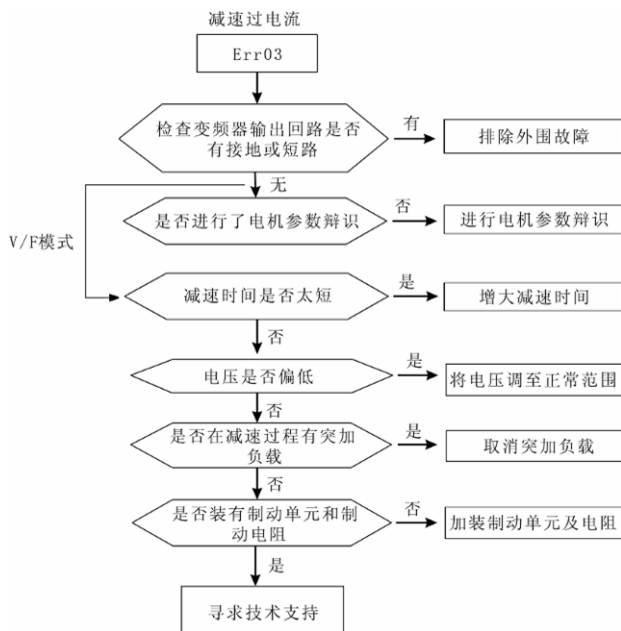 减速过电流
Err03
检查变频器输出回路是否
有接地或短路
有
排除外围故障
无
是否进行了电机参数辩识
否
进行电机参数辩识
V/F模式
减速时间是否太短
是
增大减速时间
否
电压是否偏低
是
将电压调至正常范围
否
是否在减速过程有突加
负载
是
取消突加负载
否
是否装有制动单元和制
动电阻
否
加装制动单元及电阻
是
寻求技术支持